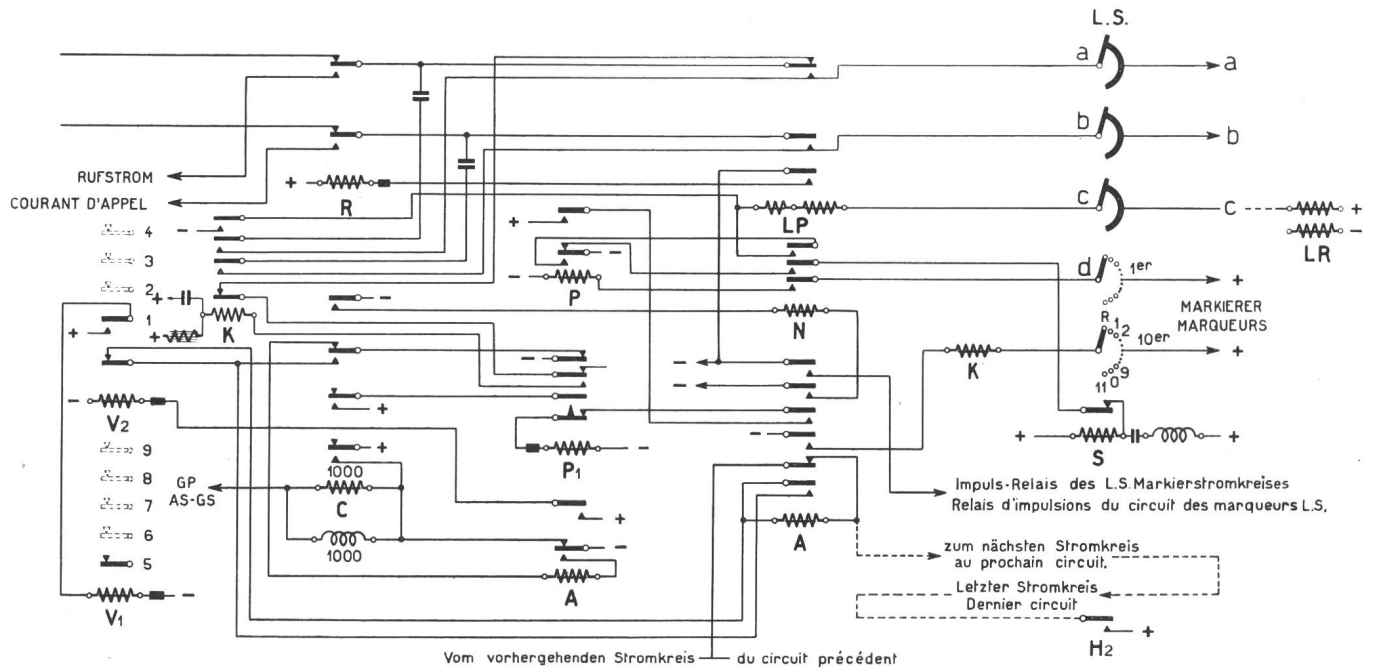 L.S.
a
a
b
b
RUFSTROM
COURANT D'APPEL
+
R
4
-
3
2
+
1
+
+
K
+
-
-
P
LP
c
C
+
-
LR
d
1er
+
R
1 2
10er
+
11 0 9
MARKIERER
MARQUEURS
-
N
-
-
K
-
-
V2
+
P1
-
-
+
S
+
9
8
7
6
5
GP
AS-GS
+
1000
C
1000
+
-
A
A
V1
-
Impuls-Relais des L.S. Markierstromkreises
Relais d'impulsions du circuit des marqueurs L.S.
zum nächsten Stromkreis
au prochain circuit.
Letzter Stromkreis
Dernier circuit
H2
+
Vom vorhergehenden Stromkreis
du circuit précédent